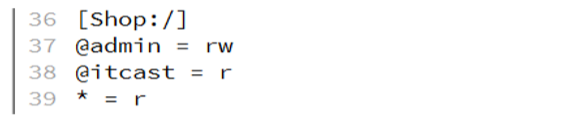 36 [Shop:/]
37 @admin = rw
38 @itcast = r
39 * = r